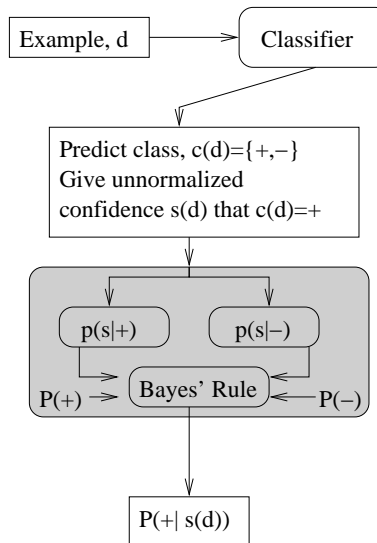 Example, d
Classifier
Predict class, c(d)={+,−}
Give unnormalized
confidence s(d) that c(d)=+
p(s|+)
p(s|−)
Bayes’ Rule
P(+)
P(−)
P(+| s(d))